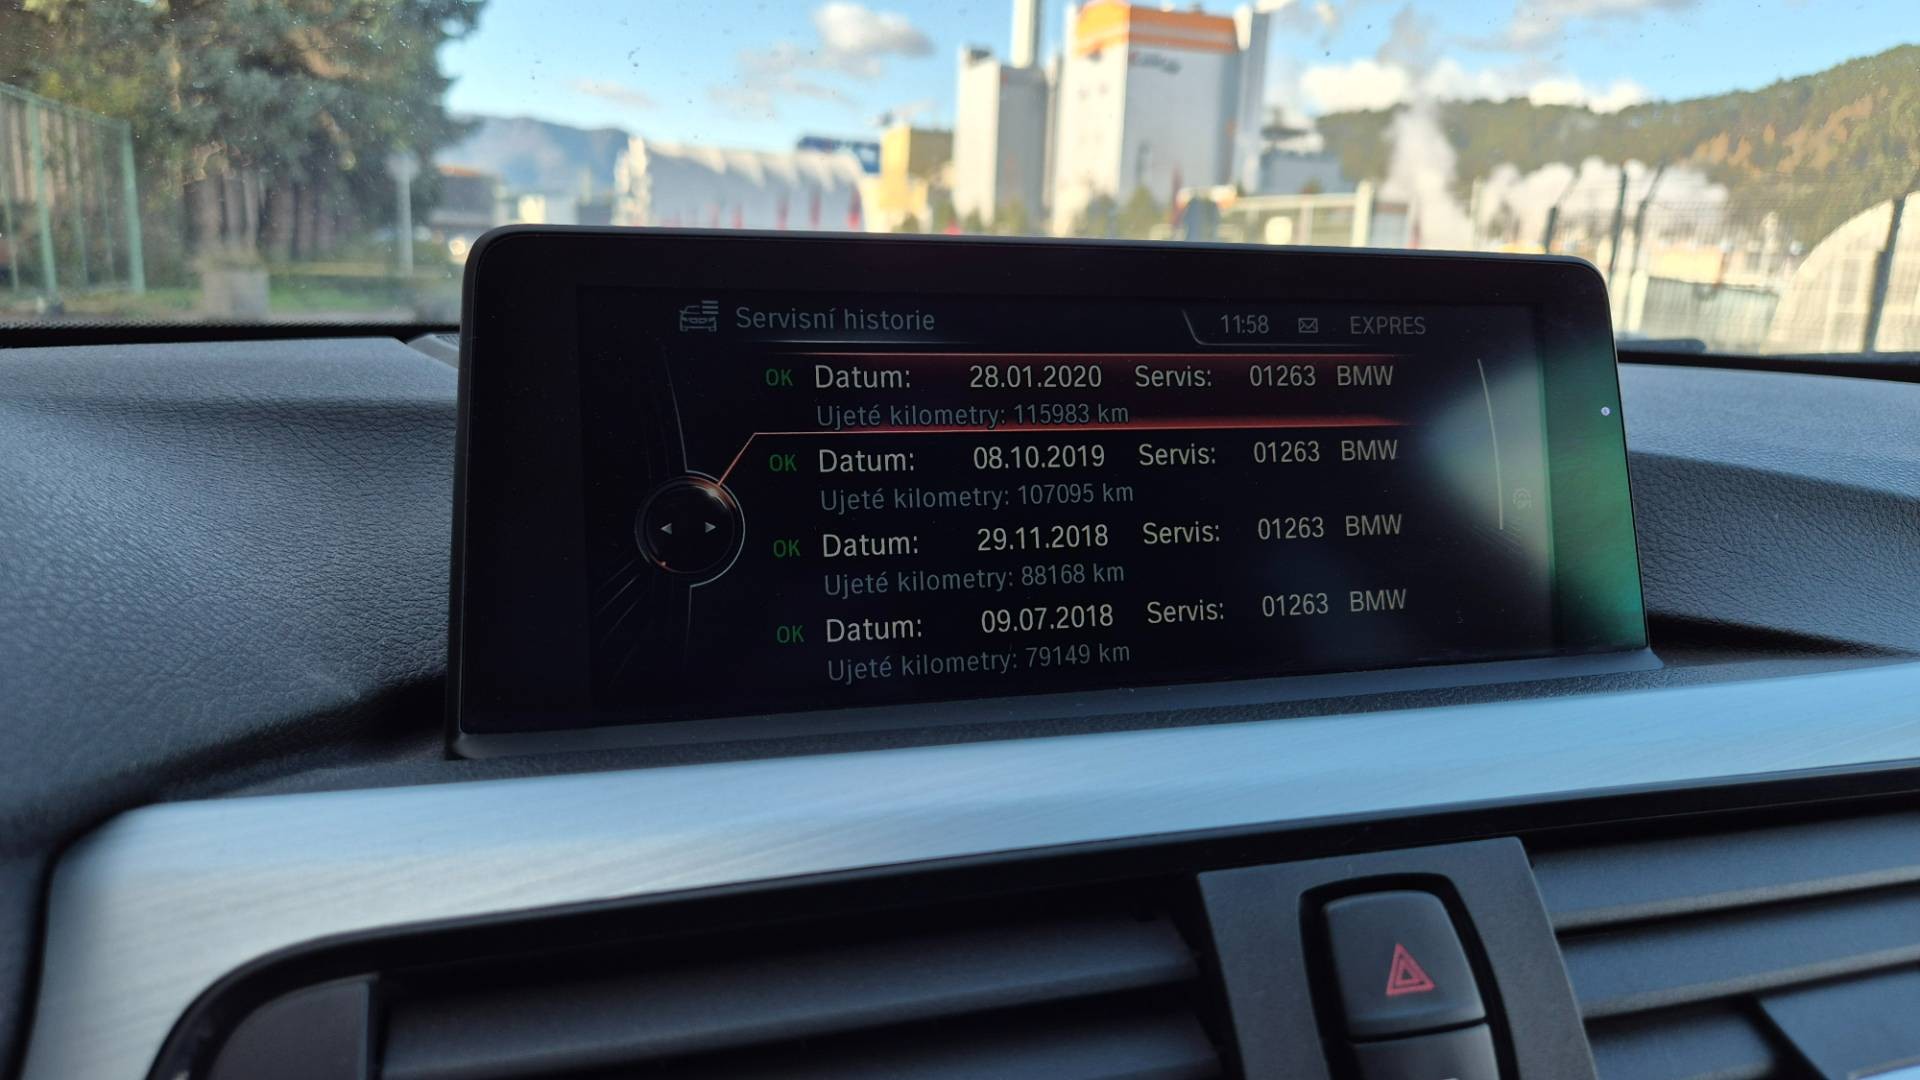 Servisní historie 11:58 EXPRES
OK Datum: 28.01.2020 Servis: 01263 BMW
Ujeté kilometry: 115983 km
OK Datum: 08.10.2019 Servis: 01263 BMW
Ujeté kilometry: 107095 km
OK Datum: 29.11.2018 Servis: 01263 BMW
Ujeté kilometry: 88168 km
OK Datum: 09.07.2018 Servis: 01263 BMW
Ujeté kilometry: 79149 km